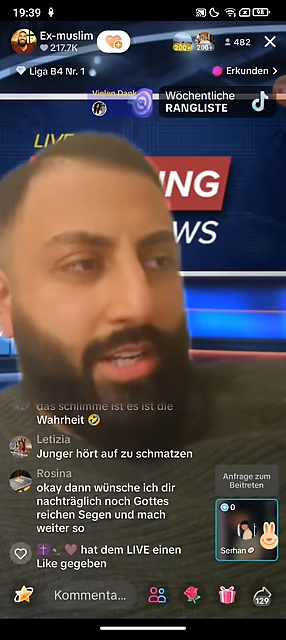 19:39
98
Ex-muslim
217.7K
200+
200+
482
Liga B4 Nr. 1
Erkunden >
Vielen Dank
Wöchentliche
RANGLISTE
LIVE
ING
WS
das schlimme ist es ist die
Wahrheit 🤣
Letizia
Junger hört auf zu schmatzen
Rosina
okay dann wünsche ich dir
nachträglich noch Gottes
reichen Segen und mach
weiter so
hat dem LIVE einen
Like gegeben
Anfrage zum
Beitreten
0
Serhan
Kommenta...
129